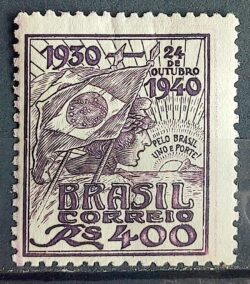 1930
24
DE
OUTUBRO
1940
PELO BRASIL
UNO E FORTE!
BRASIL
CORREIO
RS 400